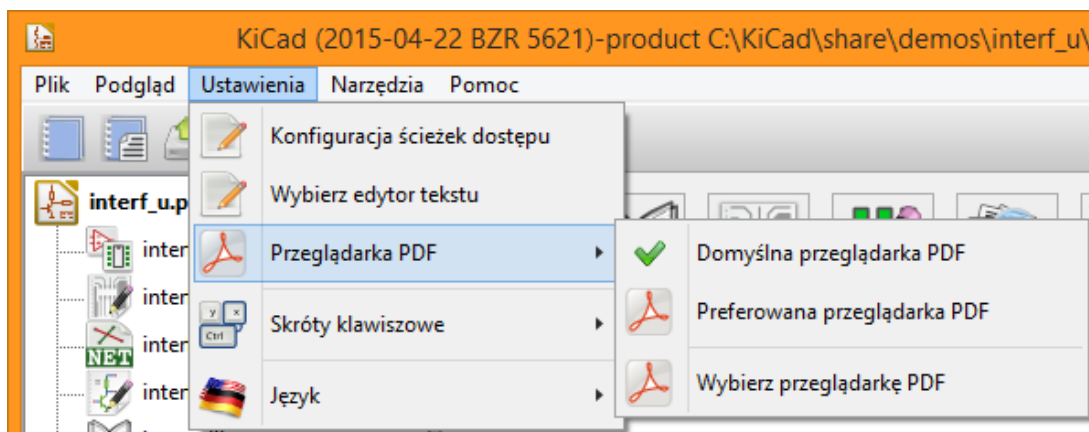 KiCad (2015-04-22 BZR 5621)-product C:\KiCad\share\demos\interf_u\
Plik Podgląd Ustawienia Narzędzia Pomoc
Konfiguracja ścieżek dostępu
interf_u.p
Wybierz edytor tekstu
inter
Przeglądarka PDF
Domyślna przeglądarka PDF
inter
Preferowana przeglądarka PDF
y x
Ctrl
Skróty klawiszowe
NET
inter
inter
Język
Wybierz przeglądarkę PDF